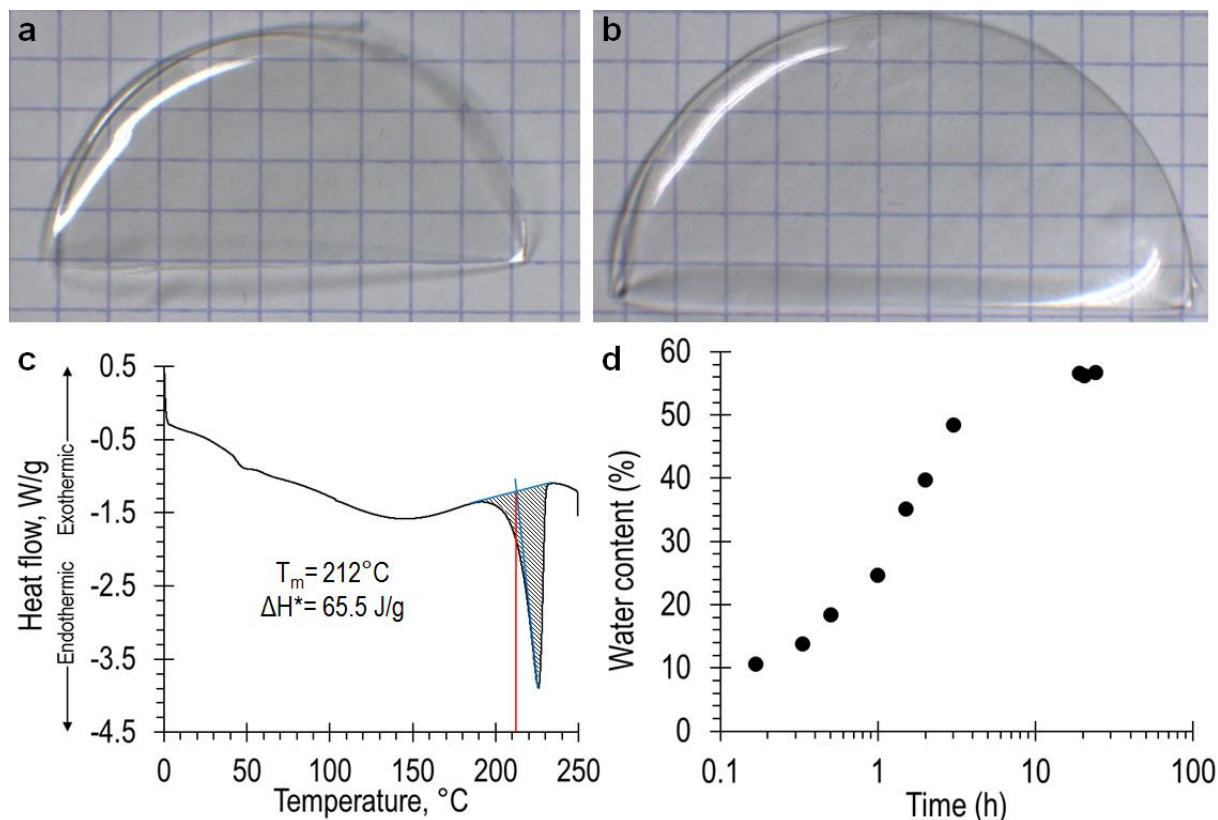 a
b
c
0.5
-0.5
-1.5
-2.5
-3.5
-4.5
Heat flow, W/g
Endothermic
Exothermic
Tm= 212°C
ΔH*= 65.5 J/g
0 50 100 150 200 250
Temperature, °C
d
60
50
40
30
20
10
0
Water content (%)
0.1 1 10 100
Time (h)